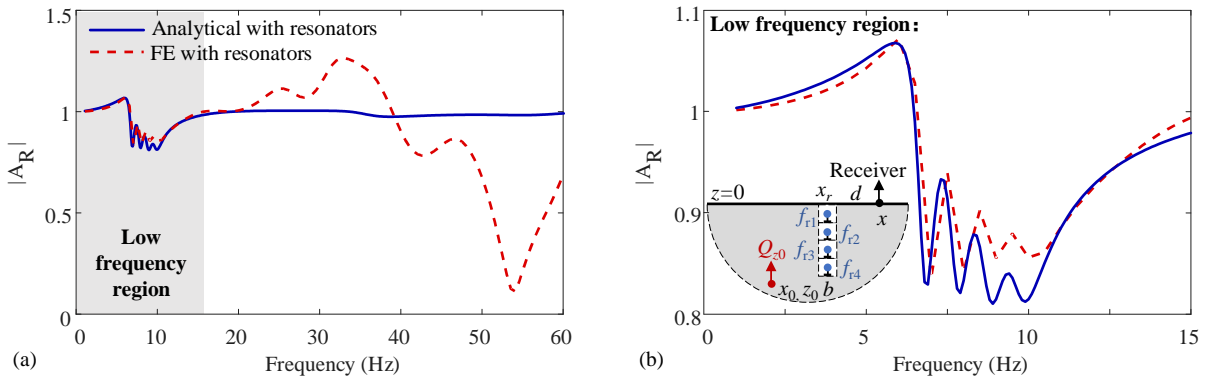 1.5
1
0.5
0
0 10 20 30 40 50 60
|A_R|
Frequency (Hz)
Analytical with resonators
FE with resonators
Low
frequency
region
(a)
1.1
1
0.9
0.8
0 5 10 15
|A_R|
Frequency (Hz)
Low frequency region:
Receiver
z=0
x_r
d
x
f_r1
f_r2
f_r3
f_r4
Q_z0
x_0, z_0
b
(b)